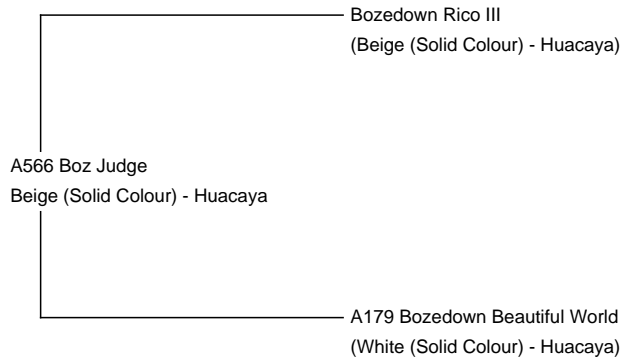 Bozedown Rico III
(Beige (Solid Colour) - Huacaya)
A566 Boz Judge
Beige (Solid Colour) - Huacaya
A179 Bozedown Beautiful World
(White (Solid Colour) - Huacaya)